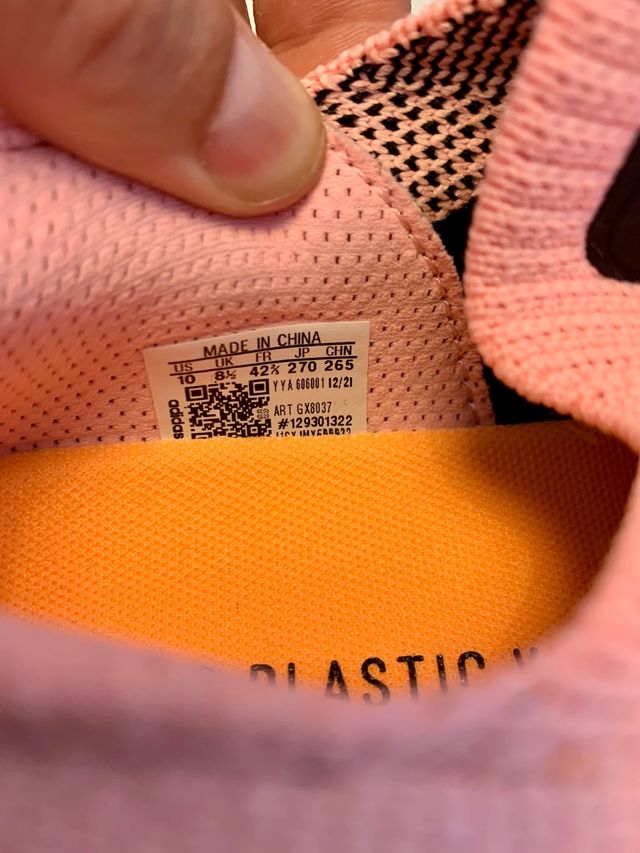 MADE IN CHINA
US UK FR JP CHN
10 8½ 42⅔ 270 265
YYA 606001 12/21
adidas
ART GX8037
#129301322
PLASTIC